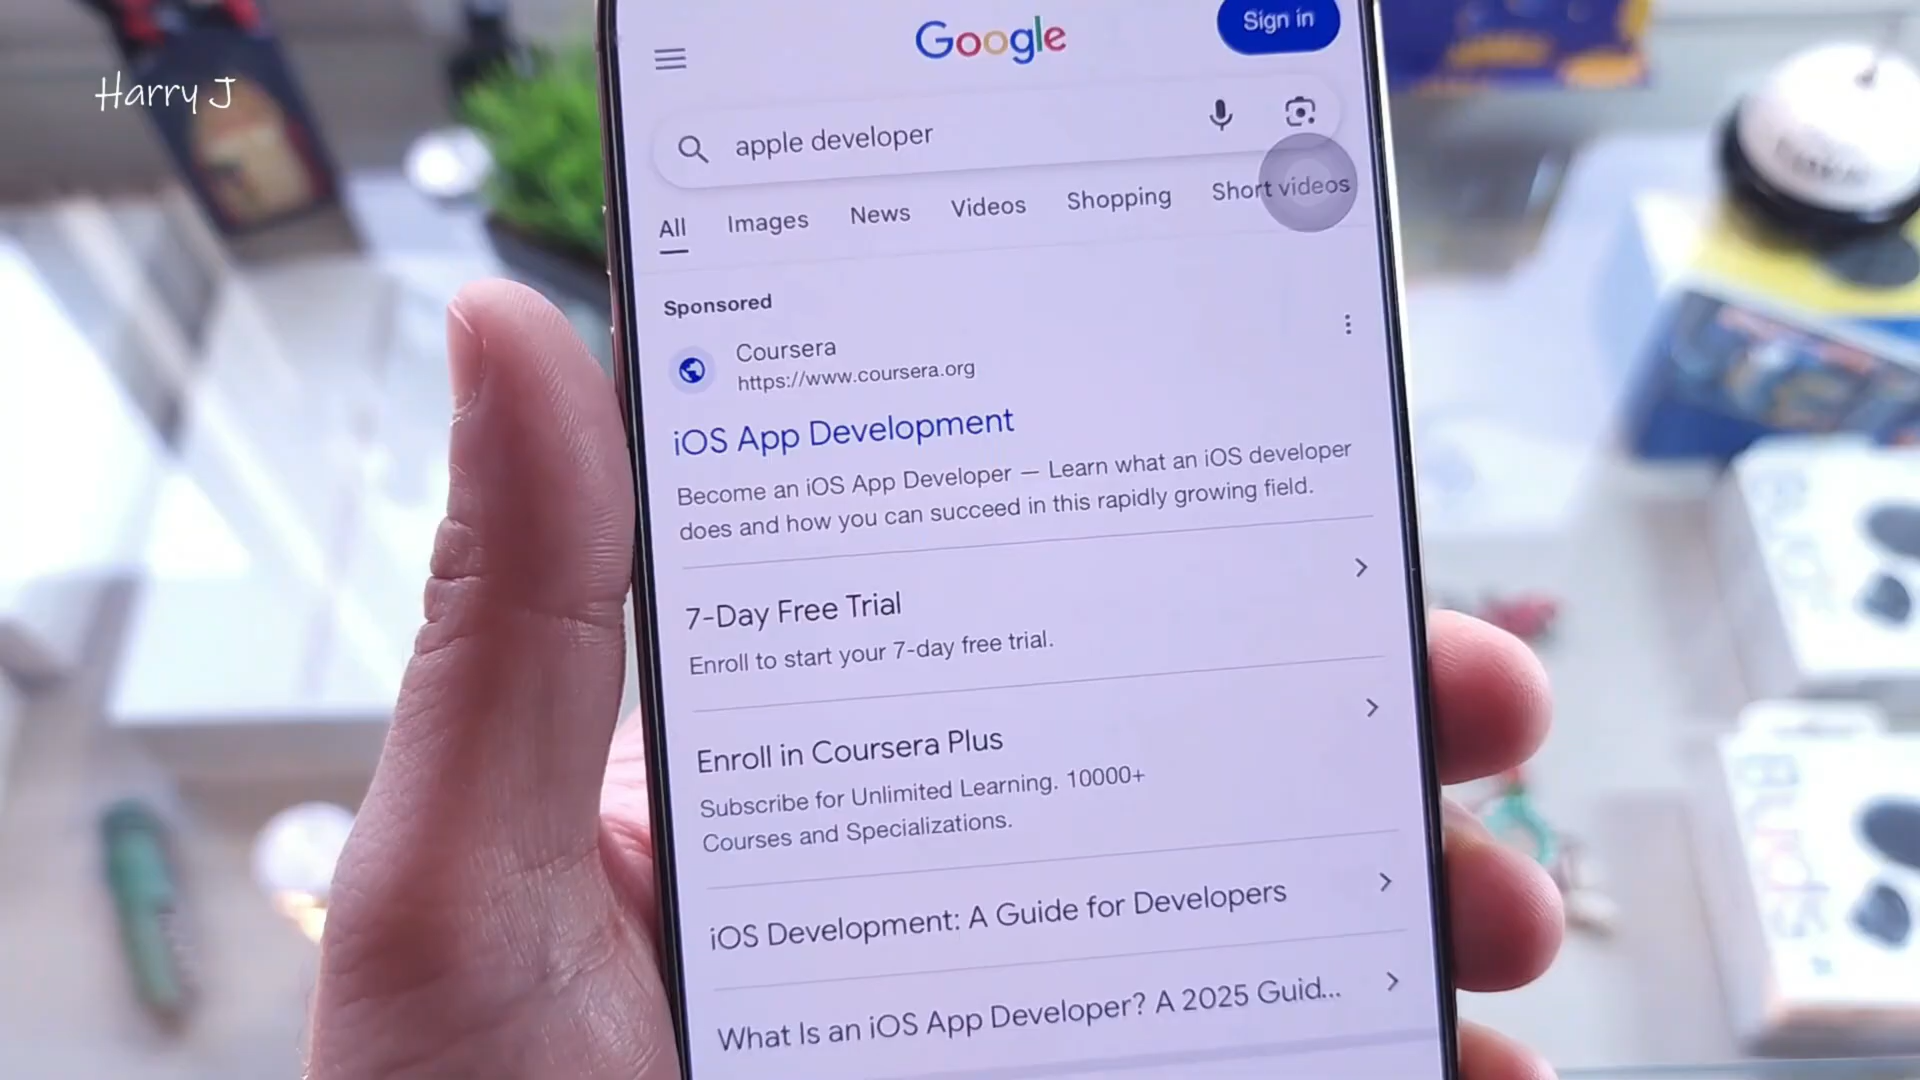 Harry J
Google
Sign in
apple developer
All Images News Videos Shopping Short videos
Sponsored
Coursera
https://www.coursera.org
iOS App Development
Become an iOS App Developer — Learn what an iOS developer
does and how you can succeed in this rapidly growing field.
7-Day Free Trial
Enroll to start your 7-day free trial.
Enroll in Coursera Plus
Subscribe for Unlimited Learning. 10000+
Courses and Specializations.
iOS Development: A Guide for Developers
What Is an iOS App Developer? A 2025 Guid...
Buds
Buds